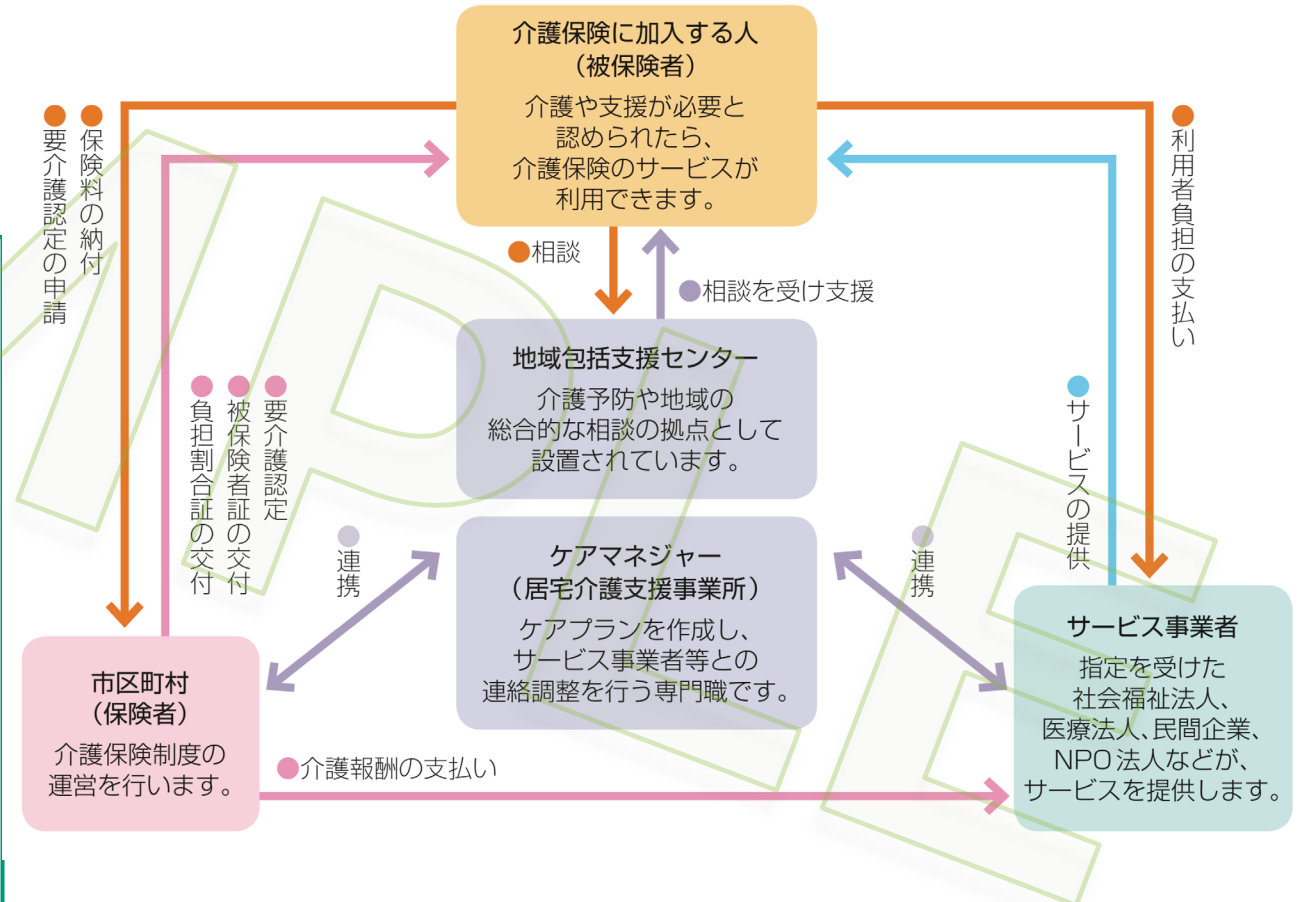 介護保険に加入する人
（被保険者）
介護や支援が必要と
認められたら、
介護保険のサービスが
利用できます。
●保険料の納付
●要介護認定の申請
●利用者負担の支払い
●相談
●相談を受け支援
地域包括支援センター
介護予防や地域の
総合的な相談の拠点として
設置されています。
●要介護認定
●被保険者証の交付
●負担割合証の交付
●サービスの提供
●連携
●連携
ケアマネジャー
（居宅介護支援事業所）
ケアプランを作成し、
サービス事業者等との
連絡調整を行う専門職です。
市区町村
（保険者）
介護保険制度の
運営を行います。
サービス事業者
指定を受けた
社会福祉法人、
医療法人、民間企業、
NPO法人などが、
サービスを提供します。
●介護報酬の支払い
MPLE